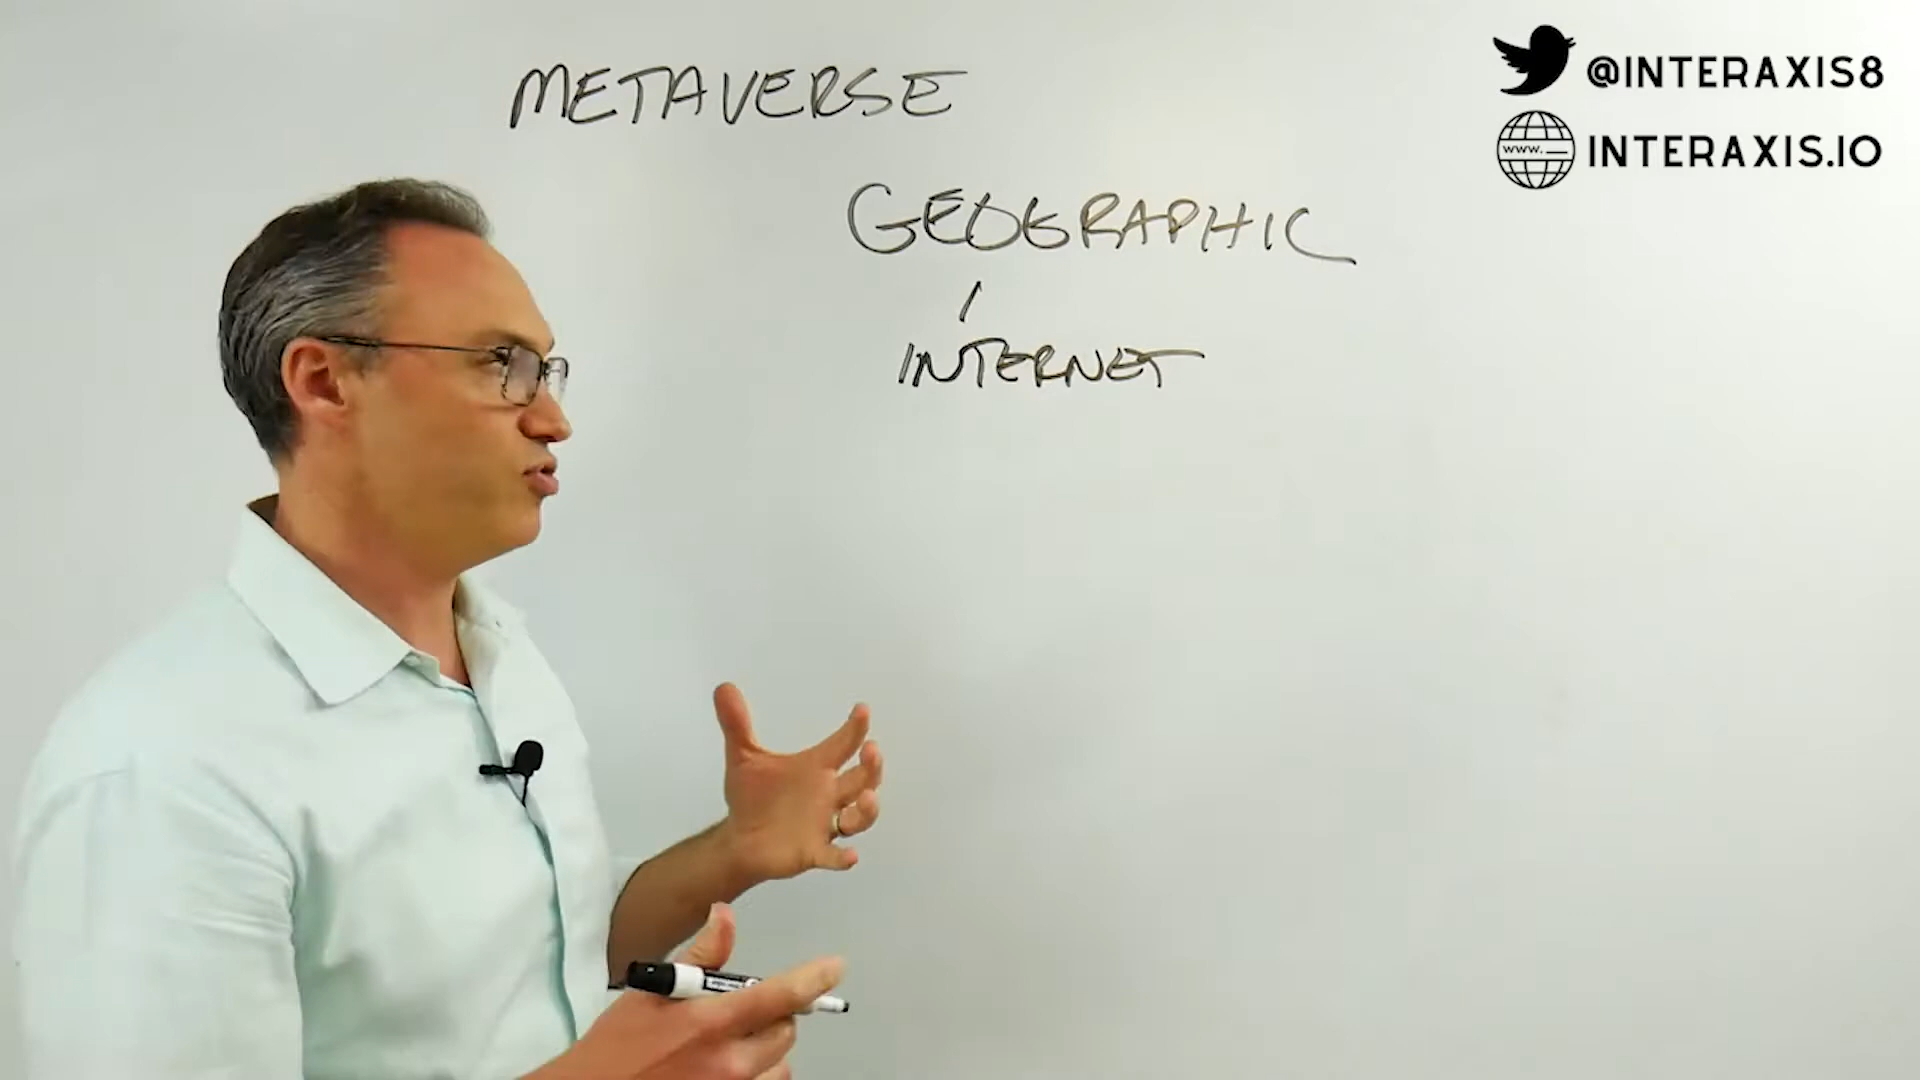 METAVERSE
@INTERAXIS8
www.
INTERAXIS.IO
GEOGRAPHIC
INTERNET